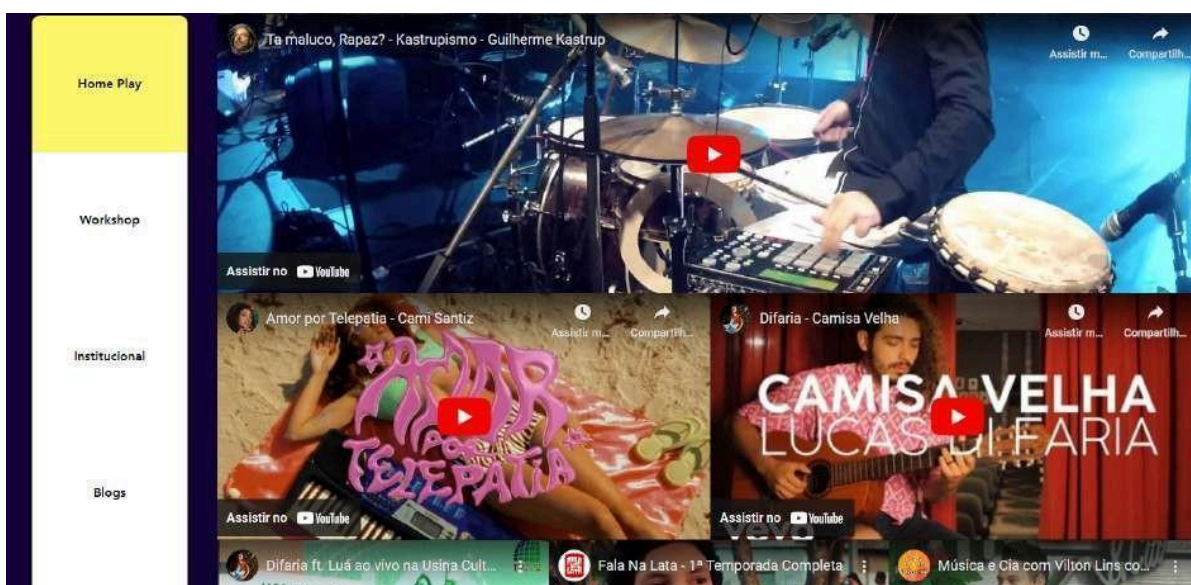 Home Play
Workshop
Institucional
Blogs
Ta maluco, Rapaz? - Kastrupismo - Guilherme Kastrup
Assistir m...
Compartilh...
Assistir no YouTube
Amor por Telepatia - Cami Santiz
Assistir m...
Compartilh...
AMOR
POR
TELEPATIA
Assistir no YouTube
Difaria - Camisa Velha
Assistir m...
Compartilh...
CAMISA VELHA
LUCAS DI FARIA
Assistir no YouTube
vevo
Difaria ft. Luá ao vivo na Usina Cult...
Fala Na Lata - 1ª Temporada Completa
Música e Cia com Vilton Lins co...